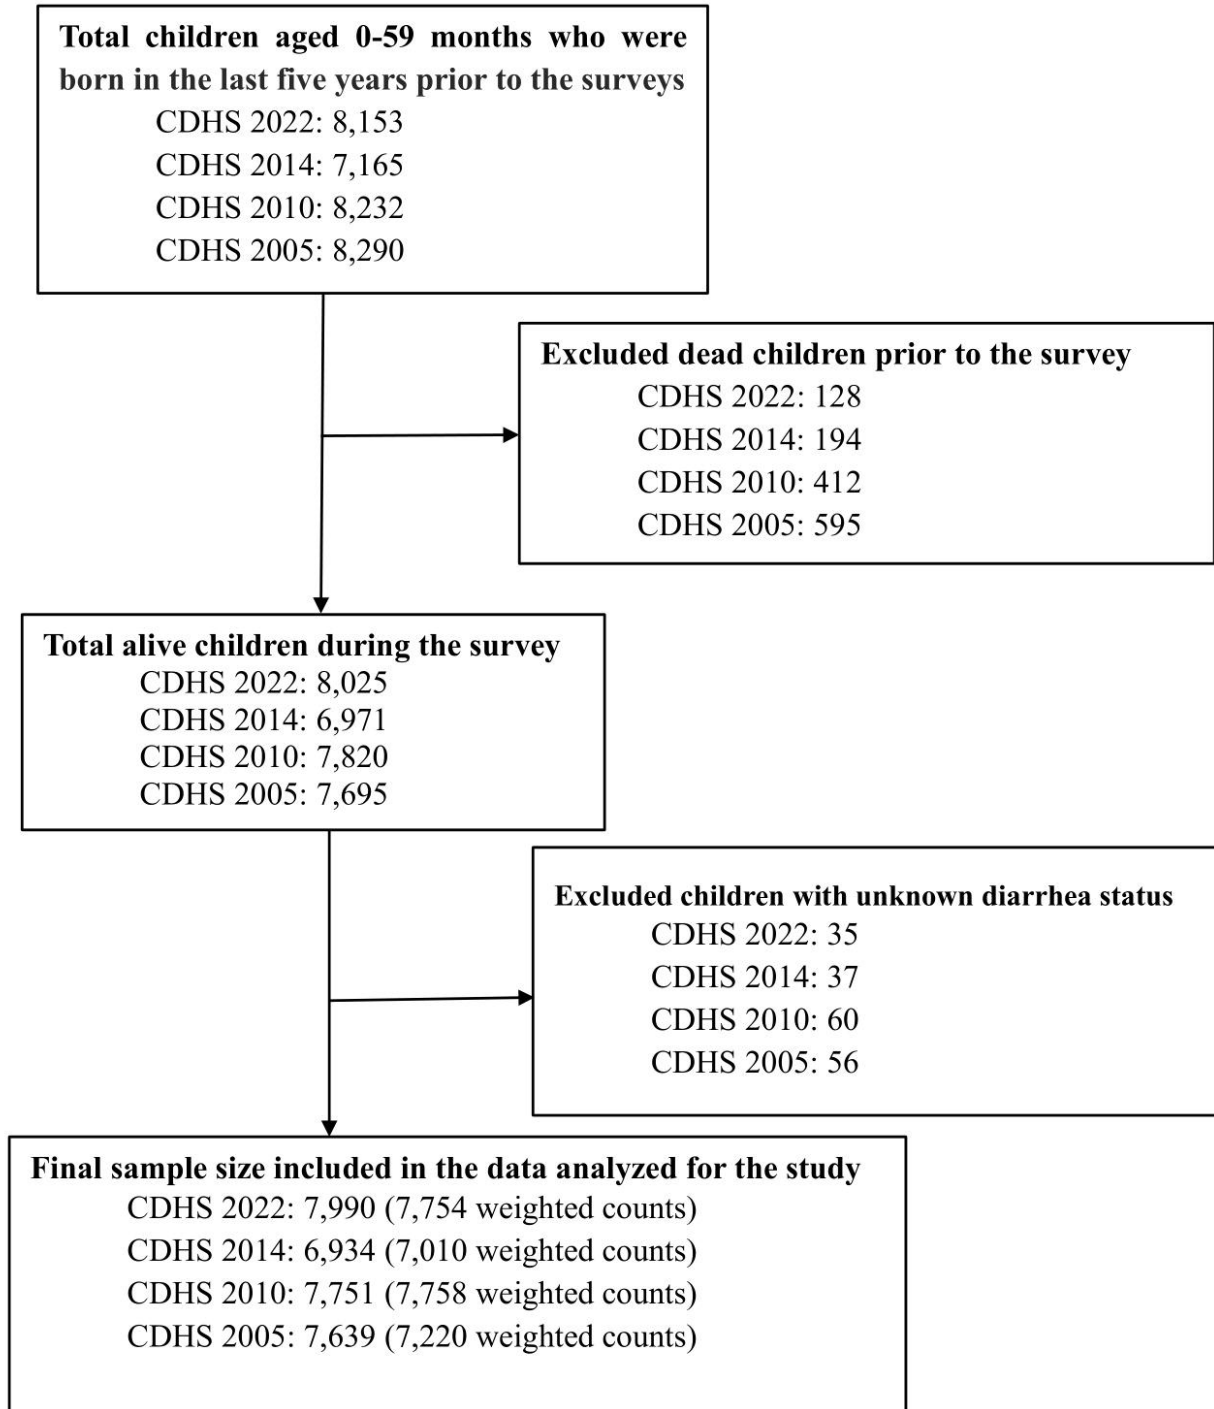 Total children aged 0-59 months who were
born in the last five years prior to the surveys
CDHS 2022: 8,153
CDHS 2014: 7,165
CDHS 2010: 8,232
CDHS 2005: 8,290
Excluded dead children prior to the survey
CDHS 2022: 128
CDHS 2014: 194
CDHS 2010: 412
CDHS 2005: 595
Total alive children during the survey
CDHS 2022: 8,025
CDHS 2014: 6,971
CDHS 2010: 7,820
CDHS 2005: 7,695
Excluded children with unknown diarrhea status
CDHS 2022: 35
CDHS 2014: 37
CDHS 2010: 60
CDHS 2005: 56
Final sample size included in the data analyzed for the study
CDHS 2022: 7,990 (7,754 weighted counts)
CDHS 2014: 6,934 (7,010 weighted counts)
CDHS 2010: 7,751 (7,758 weighted counts)
CDHS 2005: 7,639 (7,220 weighted counts)